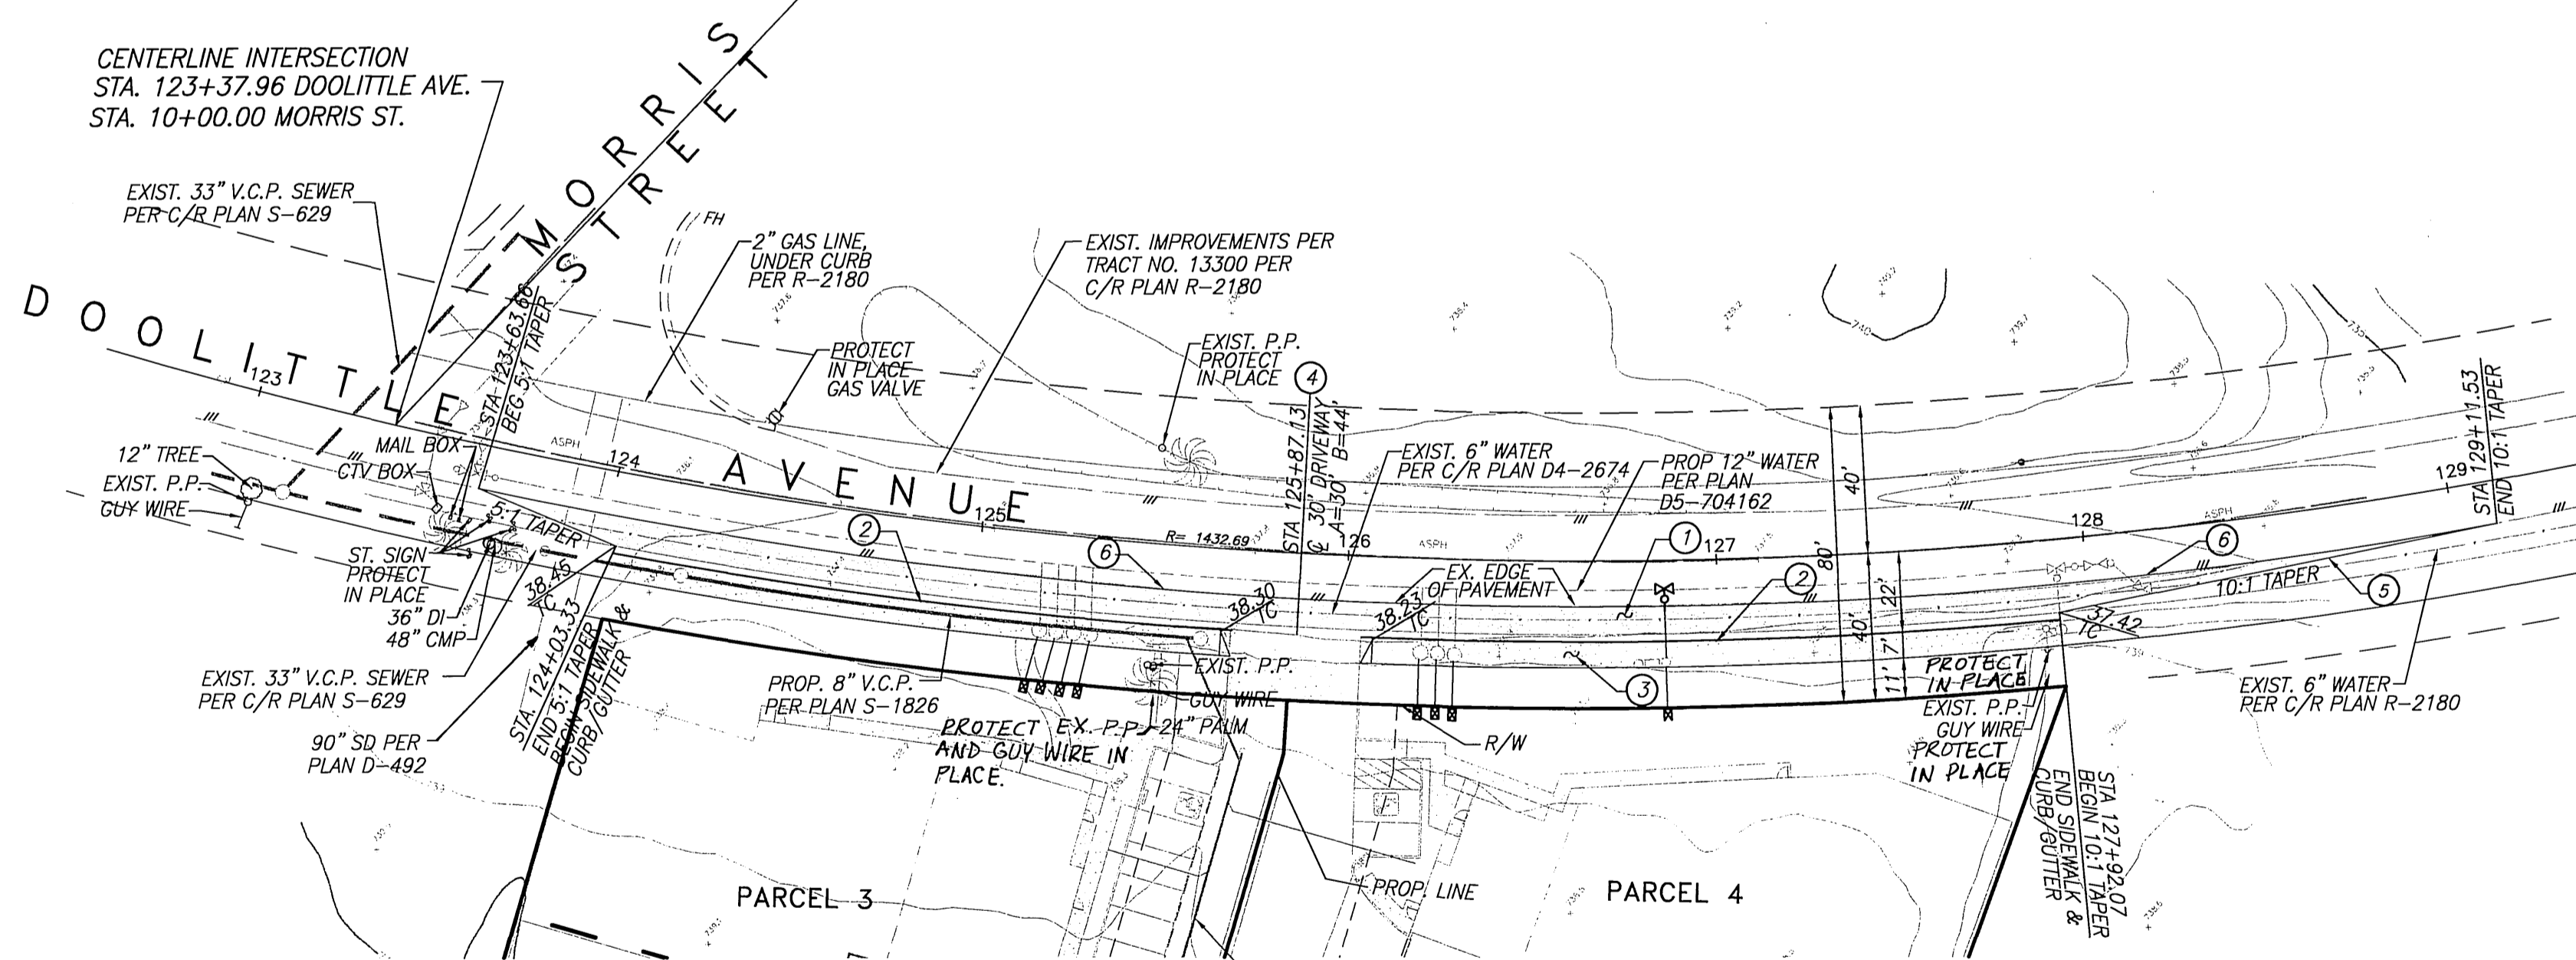 CENTERLINE INTERSECTION
STA. 123+37.96 DOOLITTLE AVE.
STA. 10+00.00 MORRIS ST.
MORRIS
STREET
EXIST. 33" V.C.P. SEWER
PER C/R PLAN S-629
FH
2" GAS LINE,
UNDER CURB
PER R-2180
EXIST. IMPROVEMENTS PER
TRACT NO. 13300 PER
C/R PLAN R-2180
DOOLITTLE
AVENUE
STA 123+63.66
BEG 5:1 TAPER
PROTECT
IN PLACE
GAS VALVE
EXIST. P.P.
PROTECT
IN PLACE
4
STA 125+87.13
℄ 30' DRIVEWAY
A=30' B=44'
740
735
STA 129+11.53
END 10:1 TAPER
123
124
125
126
127
128
129
12" TREE
EXIST. P.P.
GUY WIRE
MAIL BOX
CTV BOX
ASPH
5:1 TAPER
2
6
R= 1432.69
ASPH
EXIST. 6" WATER
PER C/R PLAN D4-2674
PROP 12" WATER
PER PLAN
D5-704162
1
2
40'
80'
40'
22'
7'
11'
ASPH
6
10:1 TAPER
5
ST. SIGN
PROTECT
IN PLACE
36" DI
48" CMP
38.45
TC
38.30
TC
38.23
TC
EX. EDGE
OF PAVEMENT
37.42
TC
739
EXIST. 33" V.C.P. SEWER
PER C/R PLAN S-629
90" SD PER
PLAN D-492
STA. 124+03.33
END 5:1 TAPER
BEGIN SIDEWALK &
CURB/GUTTER
PROP. 8" V.C.P.
PER PLAN S-1826
EXIST. P.P.
GUY WIRE
24" PALM
PROTECT EX. P.P.
AND GUY WIRE IN
PLACE.
R/W
3
PROTECT
IN PLACE
EXIST. P.P.
GUY WIRE
PROTECT
IN PLACE
EXIST. 6" WATER
PER C/R PLAN R-2180
STA 127+92.07
BEGIN 10:1 TAPER
END SIDEWALK &
CURB/GUTTER
PARCEL 3
PROP. LINE
PARCEL 4